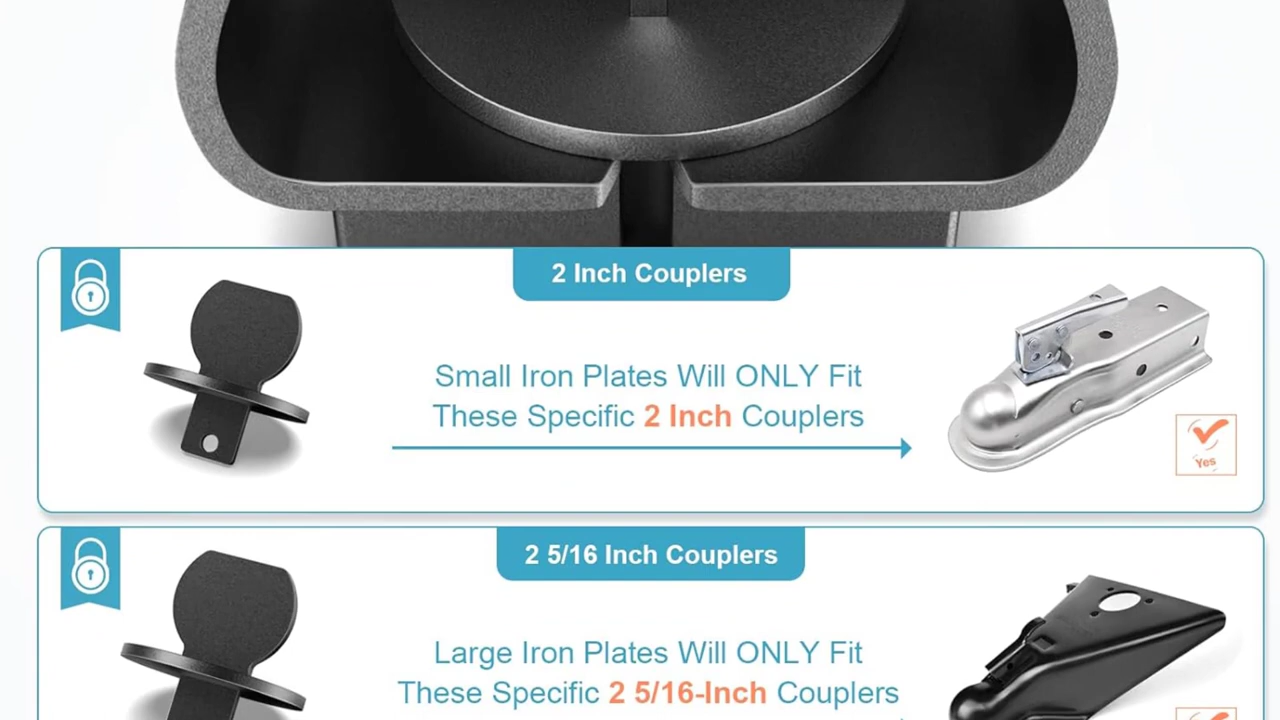 2 Inch Couplers
Small Iron Plates Will ONLY Fit
These Specific 2 Inch Couplers
Yes
2 5/16 Inch Couplers
Large Iron Plates Will ONLY Fit
These Specific 2 5/16-Inch Couplers